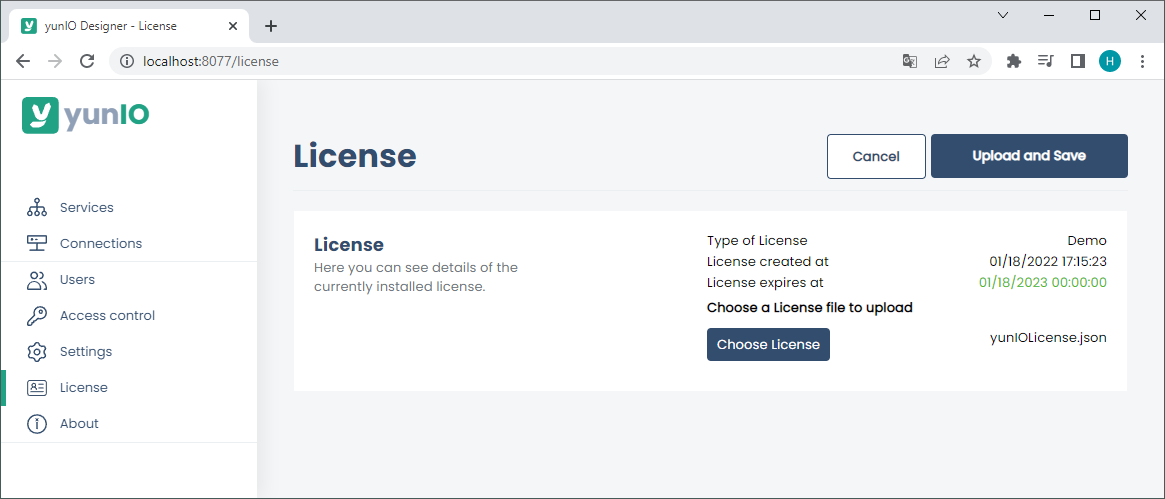 yunIO Designer - License
localhost:8077/license
H
yunIO
License
Cancel
Upload and Save
Services
Connections
Users
Access control
Settings
License
About
License
Here you can see details of the
currently installed license.
Type of License Demo
License created at 01/18/2022 17:15:23
License expires at 01/18/2023 00:00:00
Choose a License file to upload
Choose License yunIOLicense.json